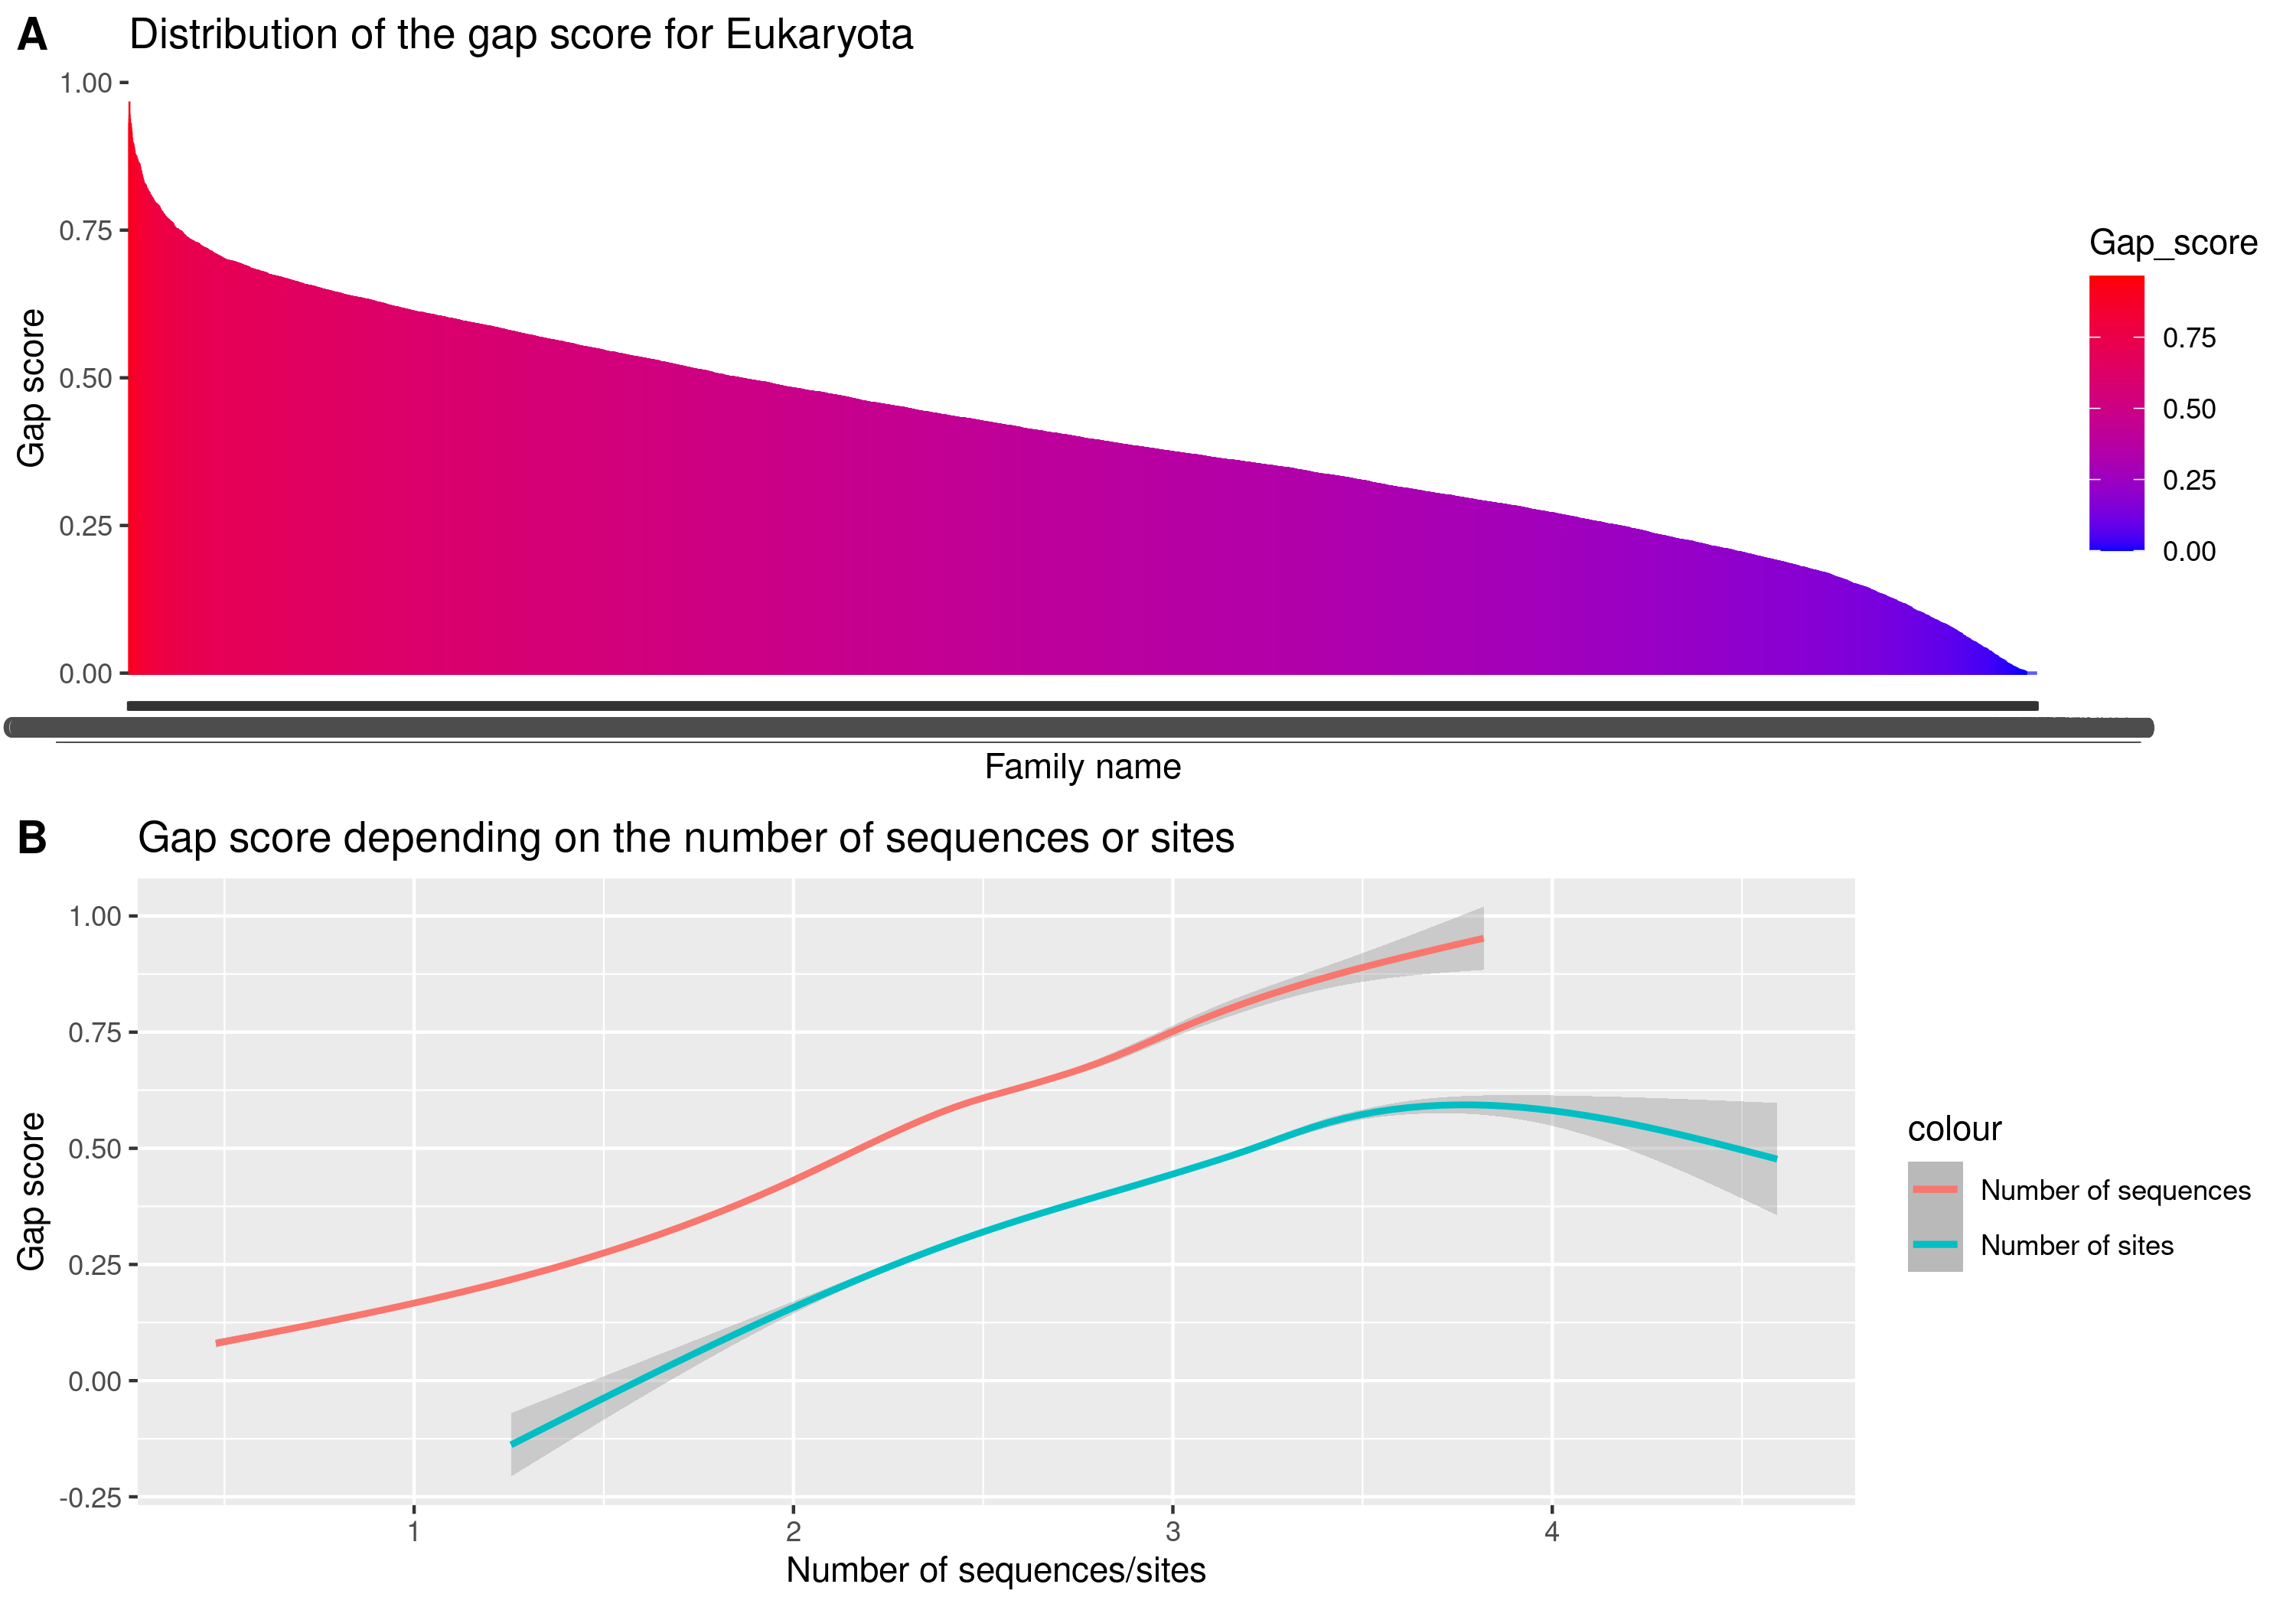 A
Distribution of the gap score for Eukaryota
1.00
0.75
0.50
0.25
0.00
Gap score
Family name
Gap_score
0.75
0.50
0.25
0.00
B
Gap score depending on the number of sequences or sites
1.00
0.75
0.50
0.25
0.00
-0.25
Gap score
1 2 3 4
Number of sequences/sites
colour
Number of sequences
Number of sites